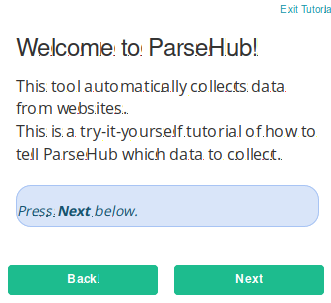 Exit Tutoria
Welcome to ParseHub!
This tool automatically collects data
from websites.
This is a try-it-yourself tutorial of how to
tell ParseHub which data to collect.
Press Next below.
Back
Next